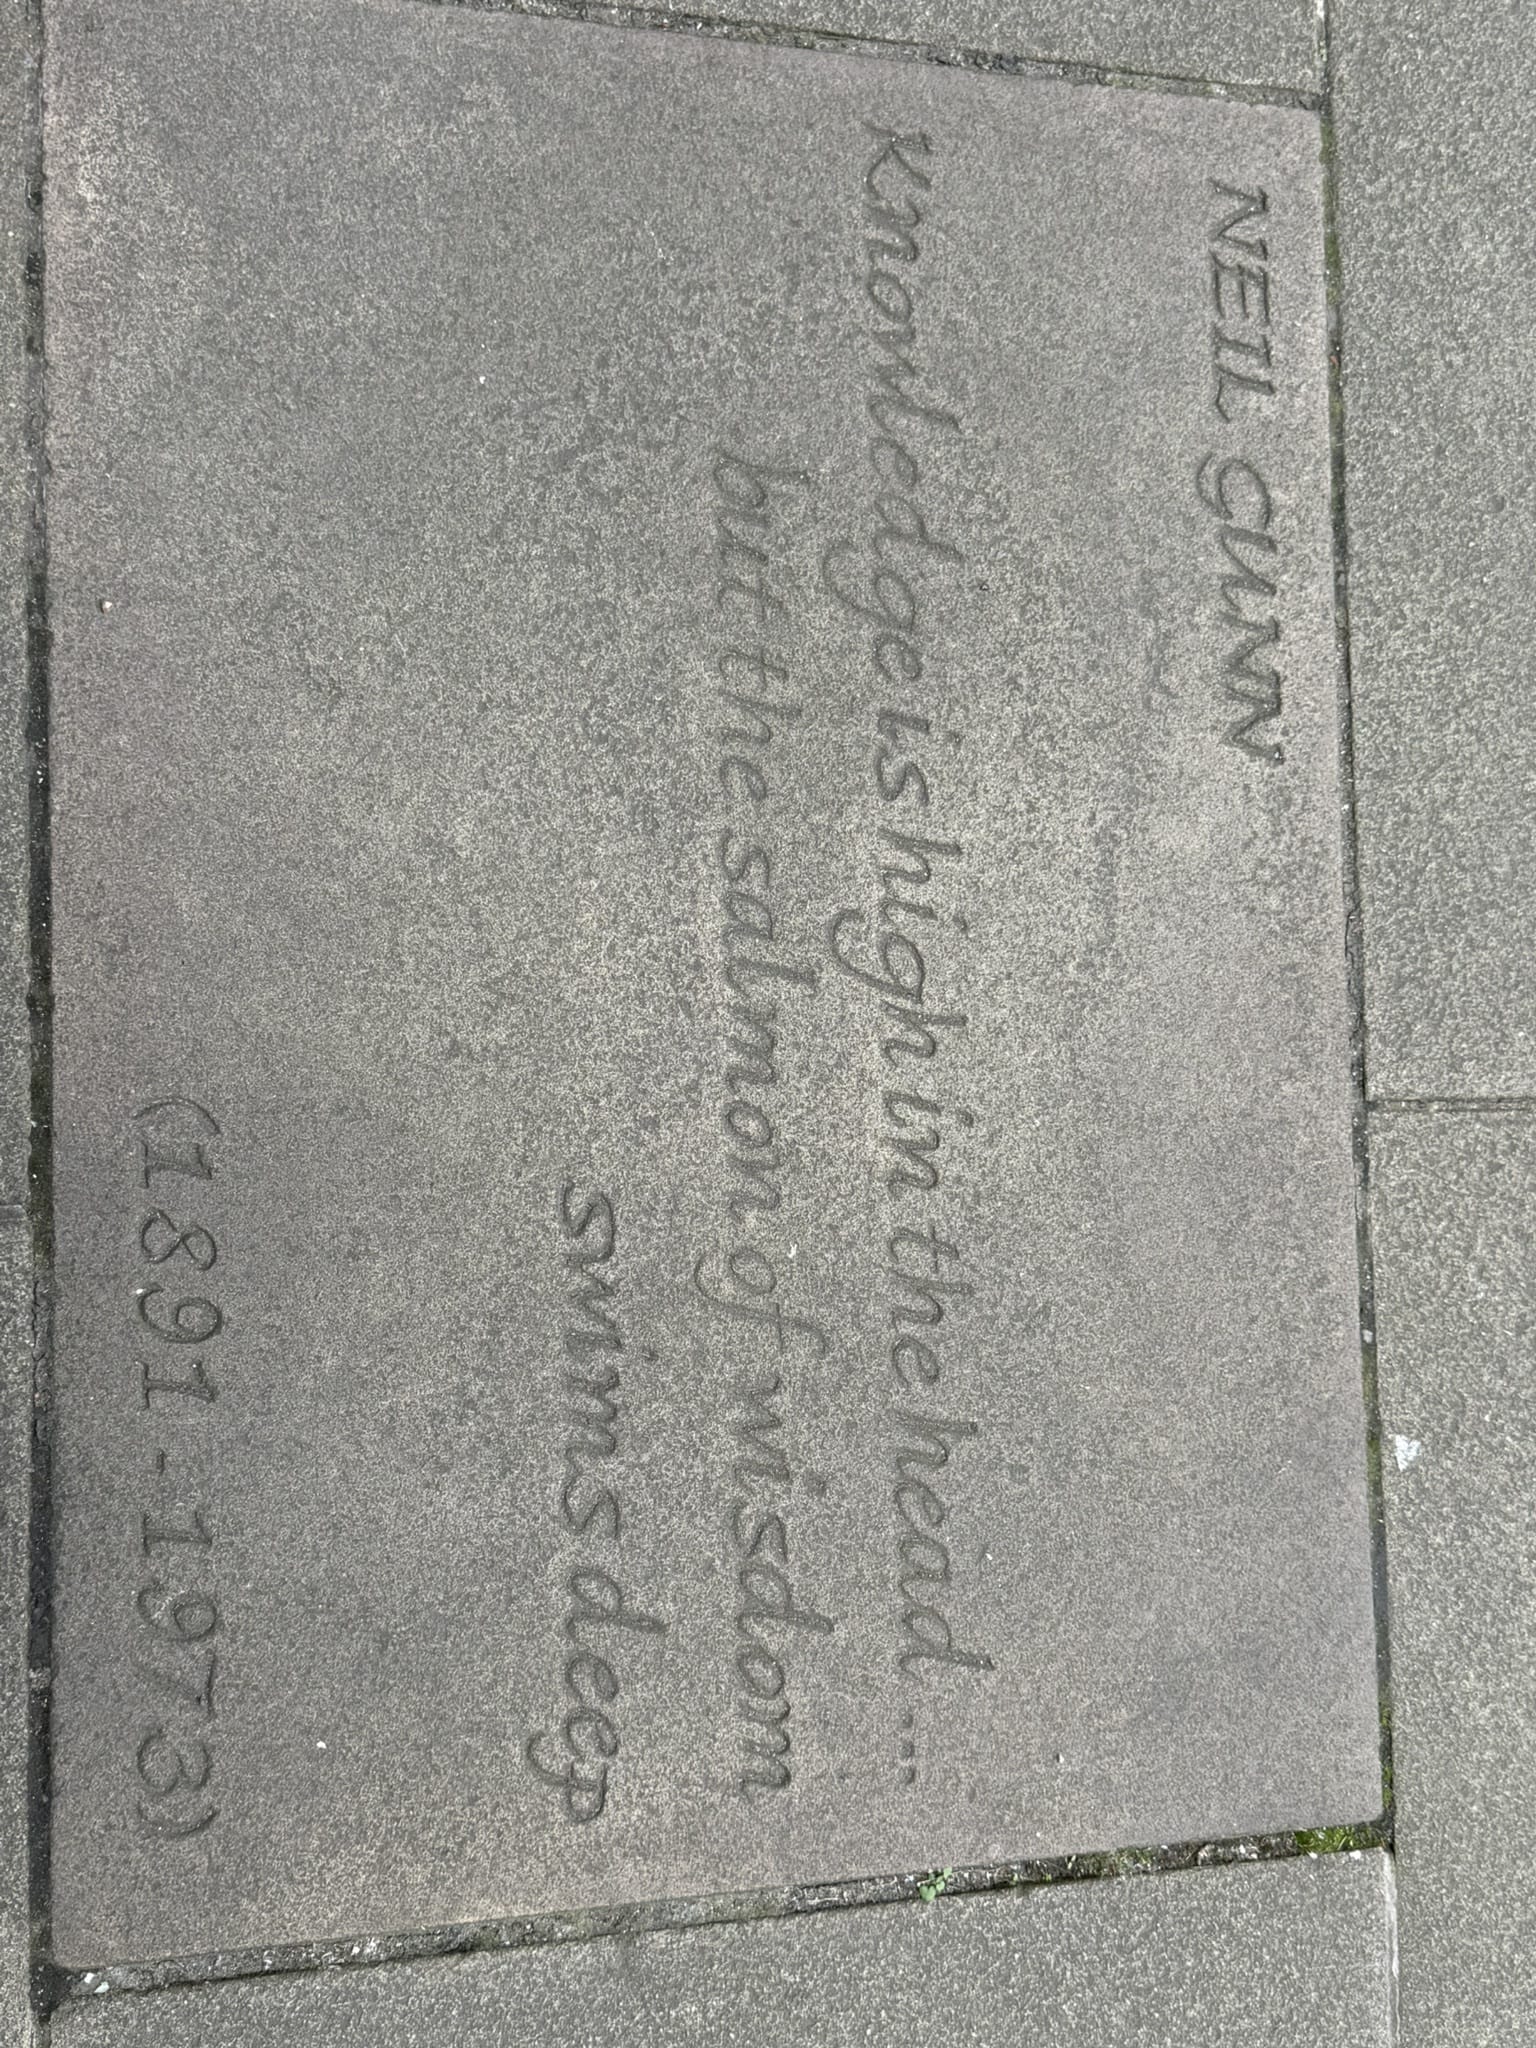 NEIL GUNN
Knowledge is high in the head...
but the salmon of wisdom
swims deep
(1891-1973)